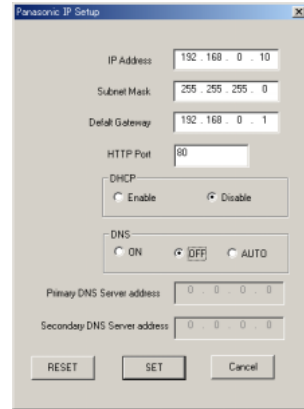 Panasonic IP Setup
IP Address 192 . 168 . 0 . 10
Subnet Mask 255 . 255 . 255 . 0
Defalt Gateway 192 . 168 . 0 . 1
HTTP Port 80
DHCP
Enable Disable
DNS
ON OFF AUTO
Primary DNS Server address 0 . 0 . 0 . 0
Secondary DNS Server address 0 . 0 . 0 . 0
RESET SET Cancel